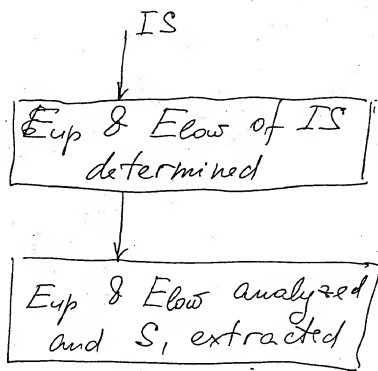 IS
Eup & Elow of IS
determined
Eup & Elow analyzed
and S, extracted